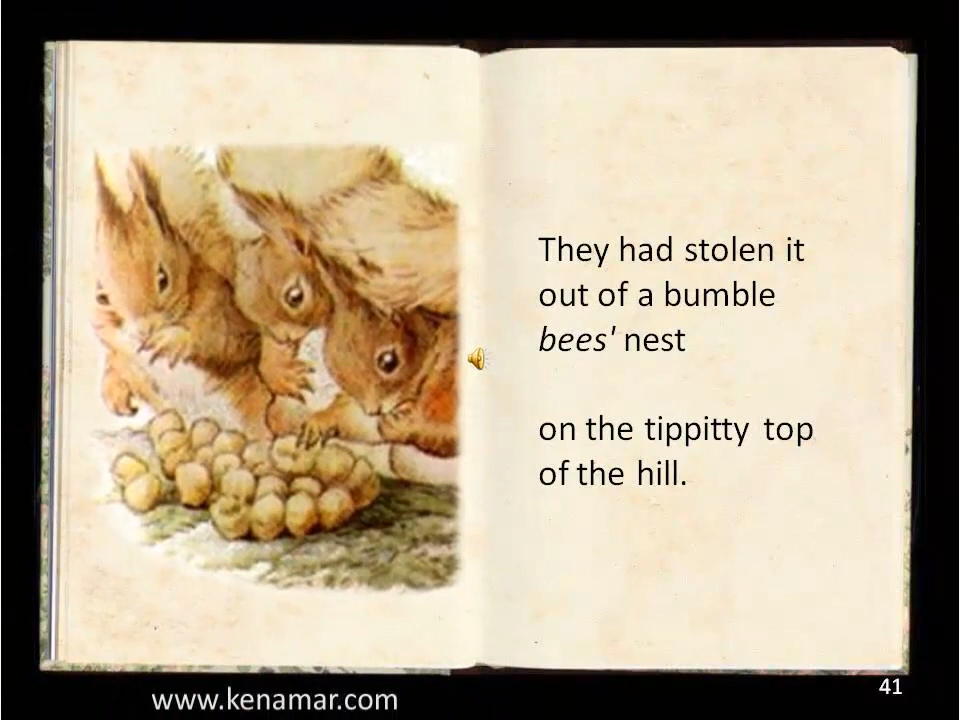 They had stolen it
out of a bumble
bees' nest
on the tippitty top
of the hill.
41
www.kenamar.com